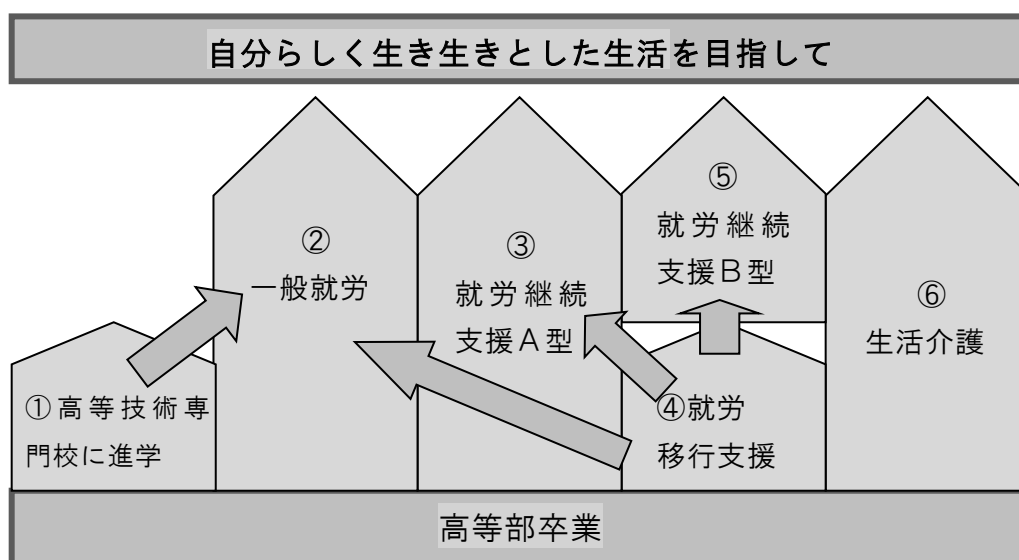 自分らしく生き生きとした生活を目指して
①高等技術専
門校に進学
②
一般就労
③
就労継続
支援A型
④就労
移行支援
⑤
就労継続
支援B型
⑥
生活介護
高等部卒業